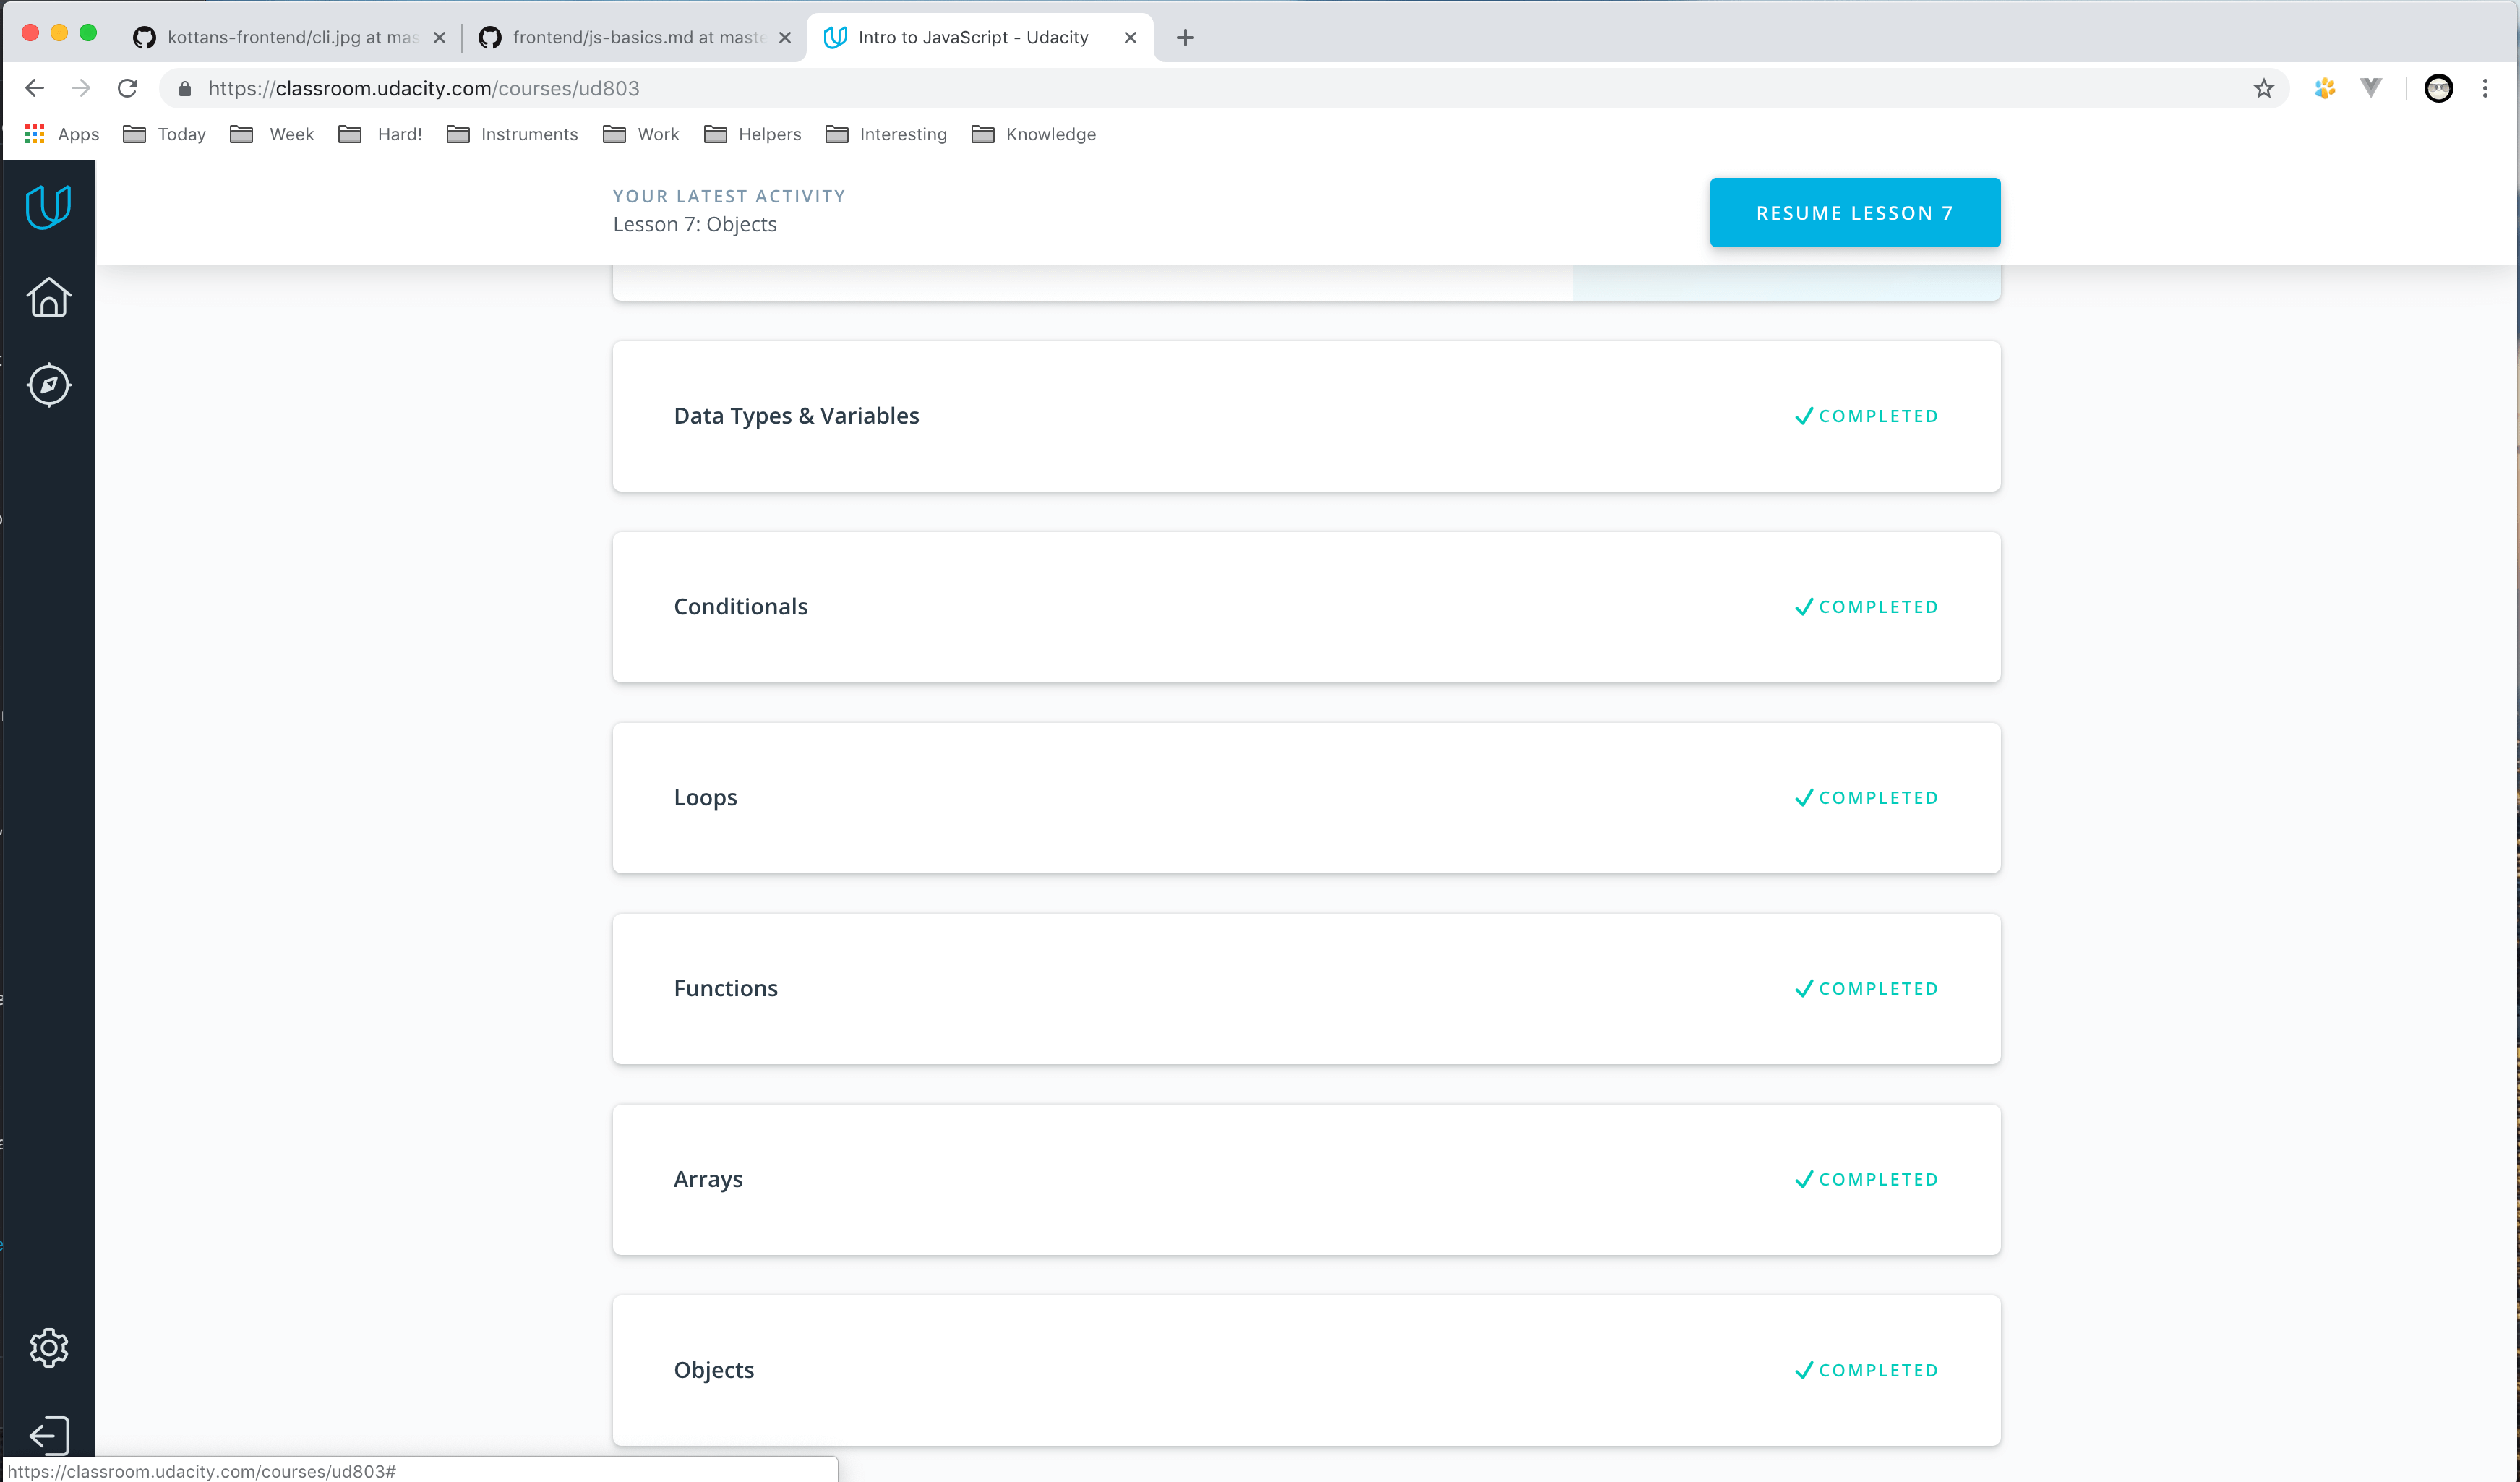 kottans-frontend/cli.jpg at mas
frontend/js-basics.md at maste
Intro to JavaScript - Udacity
https://classroom.udacity.com/courses/ud803
Apps Today Week Hard! Instruments Work Helpers Interesting Knowledge
YOUR LATEST ACTIVITY
Lesson 7: Objects
RESUME LESSON 7
Data Types & Variables COMPLETED
Conditionals COMPLETED
Loops COMPLETED
Functions COMPLETED
Arrays COMPLETED
Objects COMPLETED
https://classroom.udacity.com/courses/ud803#